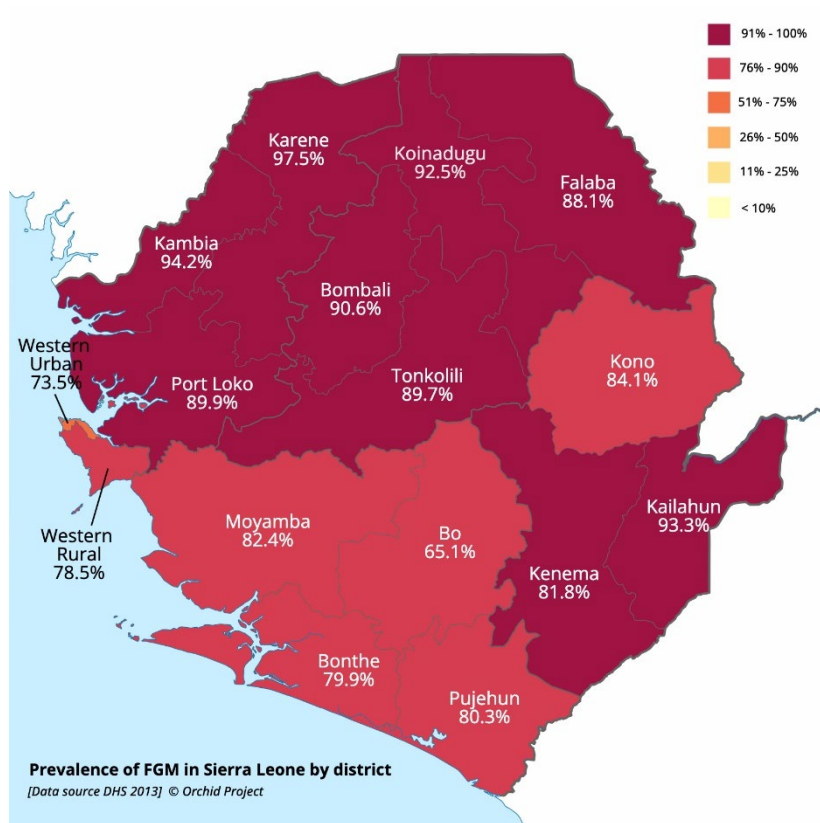 91% - 100%
76% - 90%
51% - 75%
26% - 50%
11% - 25%
< 10%
Karene
97.5%
Koinadugu
92.5%
Falaba
88.1%
Kambia
94.2%
Bombali
90.6%
Western
Urban
73.5%
Port Loko
89.9%
Tonkolili
89.7%
Kono
84.1%
Kailahun
93.3%
Moyamba
82.4%
Bo
65.1%
Western
Rural
78.5%
Kenema
81.8%
Bonthe
79.9%
Pujehun
80.3%
Prevalence of FGM in Sierra Leone by district
[Data source DHS 2013] © Orchid Project